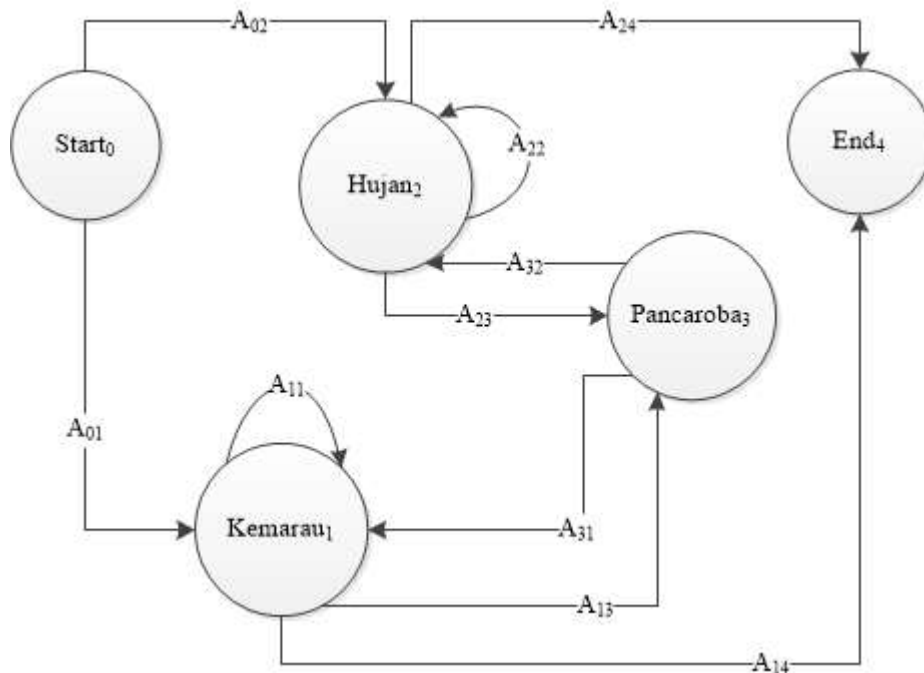 A₀₂
A₂₄
Start₀
End₄
A₂₂
Hujan₂
A₃₂
A₂₃
Pancaroba₃
A₁₁
A₀₁
Kemarau₁
A₃₁
A₁₃
A₁₄